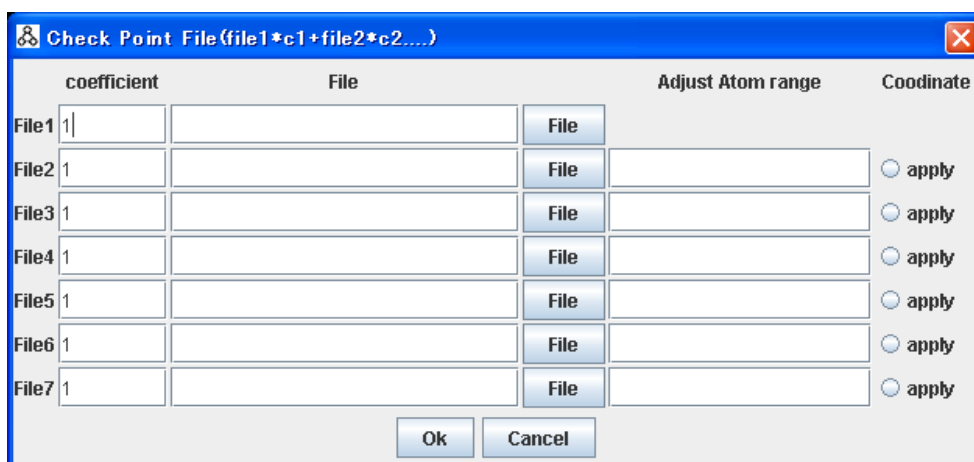 Check Point File(file1*c1+file2*c2....)
coefficient File Adjust Atom range Coodinate
File1 1 File
File2 1 File apply
File3 1 File apply
File4 1 File apply
File5 1 File apply
File6 1 File apply
File7 1 File apply
Ok Cancel